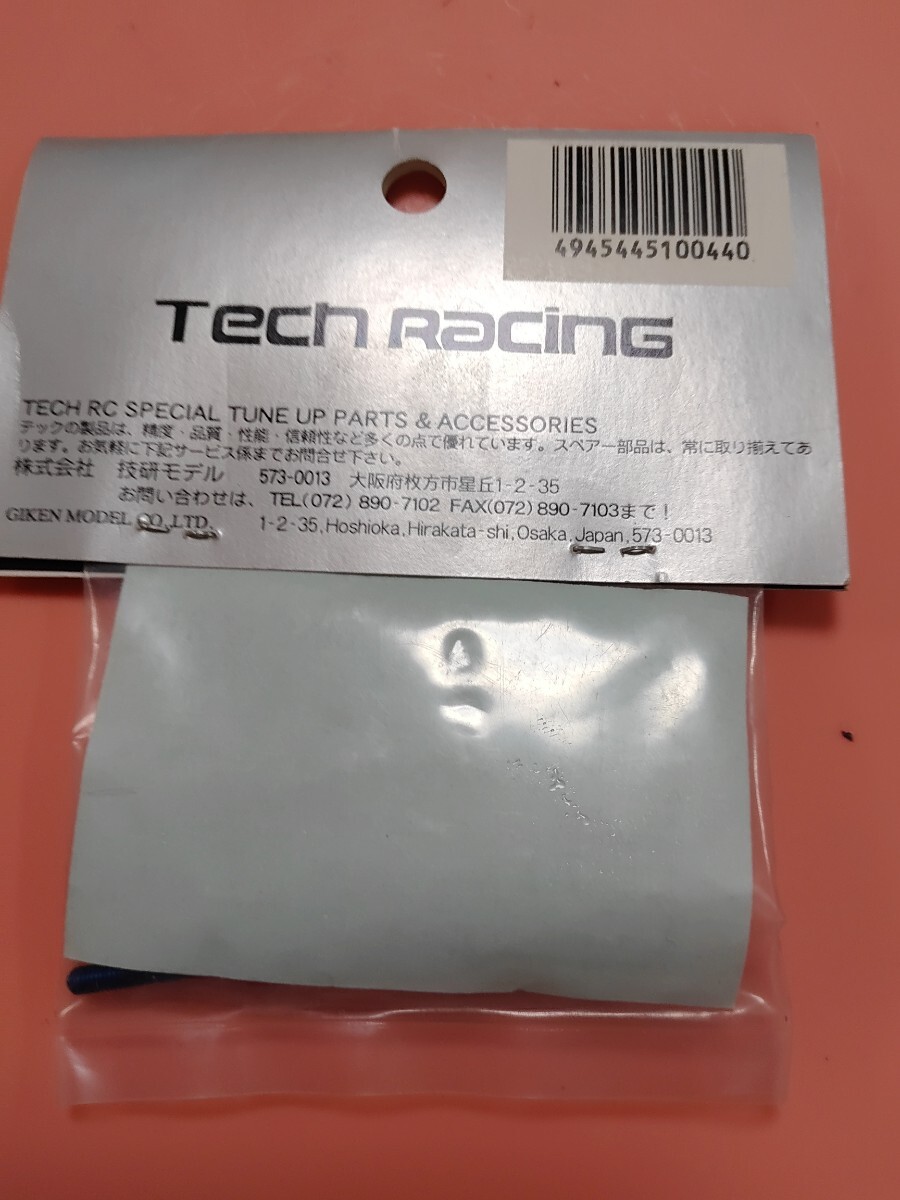 4945445100440
Tech Racing
TECH RC SPECIAL TUNE UP PARTS & ACCESSORIES
テックの製品は、精度・品質・性能・信頼性など多くの点で優れています。スペアー部品は、常に取り揃えてあ
ります。お気軽に下記サービス係までお問合せ下さい。
株式会社 技研モデル 573-0013 大阪府枚方市星丘1-2-35
お問い合わせは、TEL(072) 890-7102 FAX(072)890-7103まで!
GIKEN MODEL CO.,LTD. 1-2-35,Hoshioka,Hirakata-shi,Osaka,Japan,573-0013